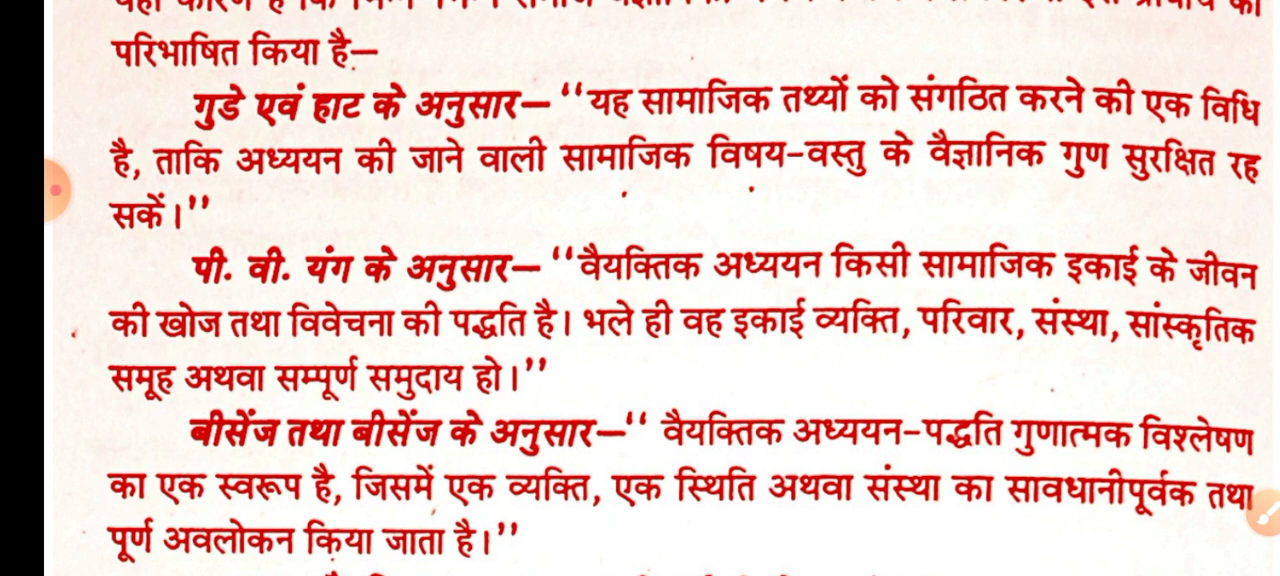 परिभाषित किया है–
गुडे एवं हाट के अनुसार– ‘‘यह सामाजिक तथ्यों को संगठित करने की एक विधि
है, ताकि अध्ययन की जाने वाली सामाजिक विषय-वस्तु के वैज्ञानिक गुण सुरक्षित रह
सकें।’’
पी. वी. यंग के अनुसार– ‘‘वैयक्तिक अध्ययन किसी सामाजिक इकाई के जीवन
की खोज तथा विवेचना की पद्धति है। भले ही वह इकाई व्यक्ति, परिवार, संस्था, सांस्कृतिक
समूह अथवा सम्पूर्ण समुदाय हो।’’
बीसेंज तथा बीसेंज के अनुसार–‘‘ वैयक्तिक अध्ययन-पद्धति गुणात्मक विश्लेषण
का एक स्वरूप है, जिसमें एक व्यक्ति, एक स्थिति अथवा संस्था का सावधानीपूर्वक तथा
पूर्ण अवलोकन किया जाता है।’’